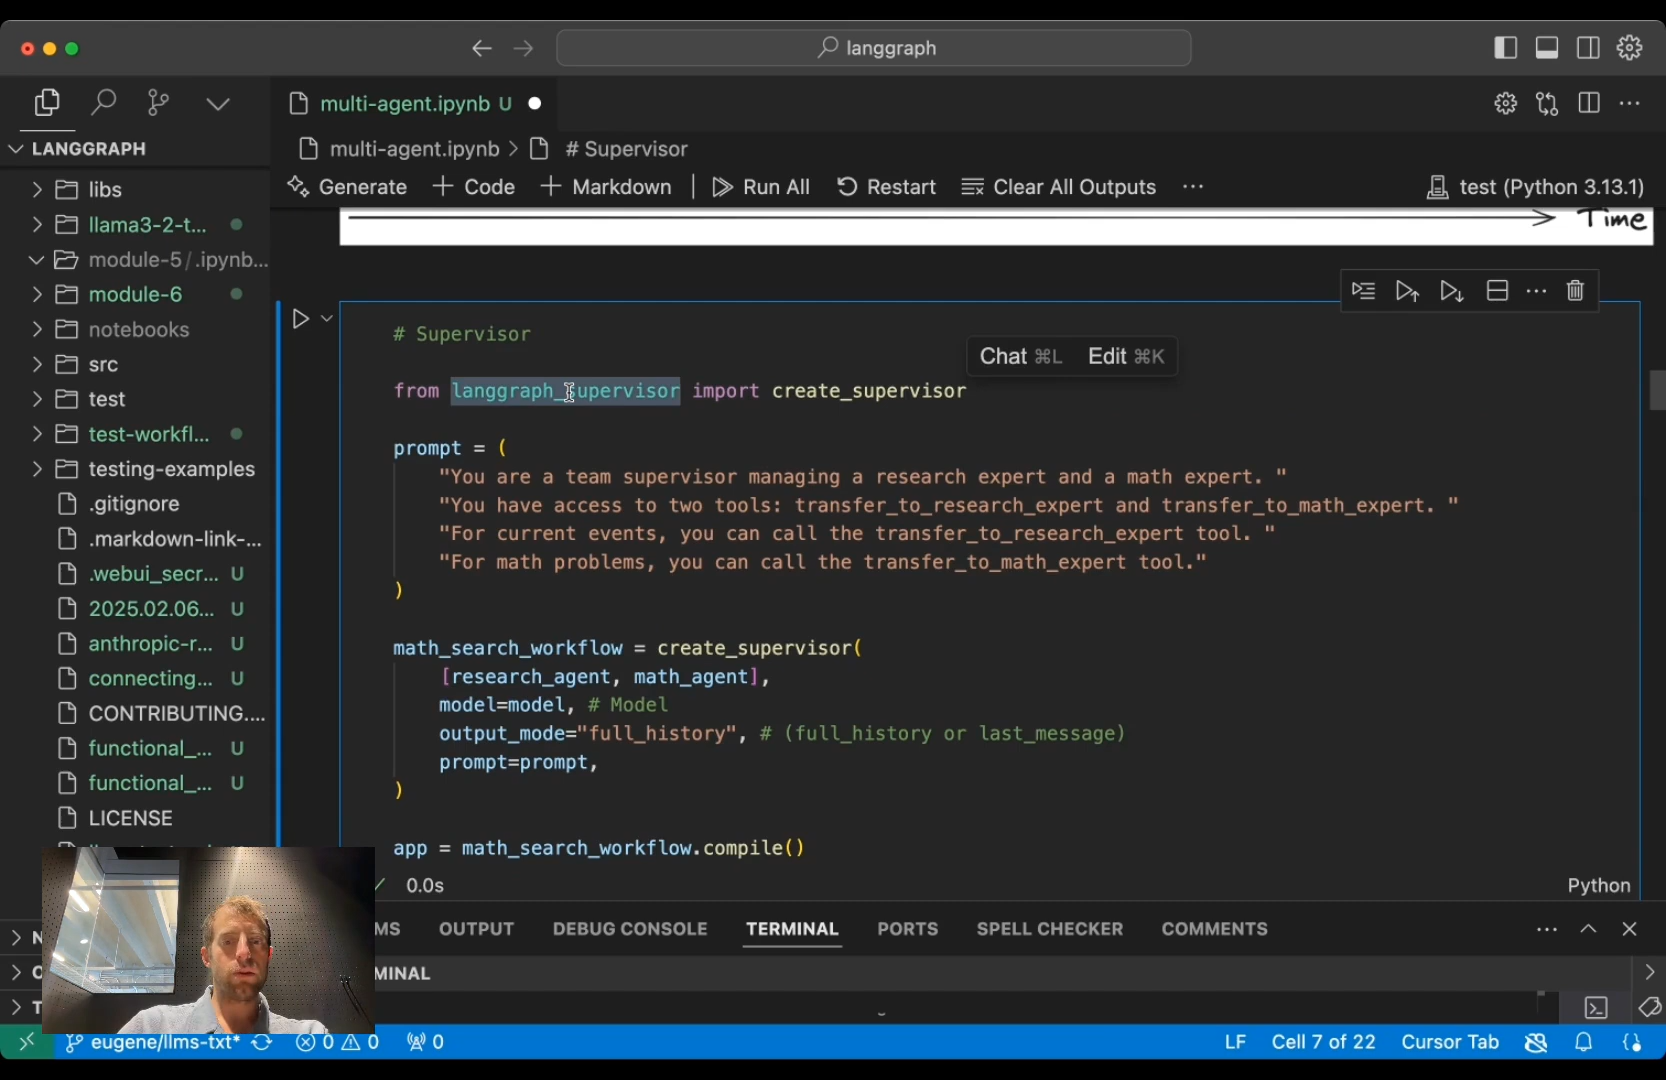 langgraph
multi-agent.ipynb U
LANGGRAPH
multi-agent.ipynb > # Supervisor
Generate + Code + Markdown | Run All Restart Clear All Outputs ... test (Python 3.13.1)
libs
llama3-2-t...
module-5/.ipynb...
module-6
notebooks
src
test
test-workfl...
testing-examples
.gitignore
.markdown-link-...
.webui_secr... U
2025.02.06... U
anthropic-r... U
connecting... U
CONTRIBUTING....
functional_... U
functional_... U
LICENSE
Time
# Supervisor
Chat ⌘L Edit ⌘K
from langgraph_supervisor import create_supervisor
prompt = (
"You are a team supervisor managing a research expert and a math expert. "
"You have access to two tools: transfer_to_research_expert and transfer_to_math_expert. "
"For current events, you can call the transfer_to_research_expert tool. "
"For math problems, you can call the transfer_to_math_expert tool."
)
math_search_workflow = create_supervisor(
[research_agent, math_agent],
model=model, # Model
output_mode="full_history", # (full_history or last_message)
prompt=prompt,
)
app = math_search_workflow.compile()
0.0s
Python
MS OUTPUT DEBUG CONSOLE TERMINAL PORTS SPELL CHECKER COMMENTS
MINAL
eugene/llms-txt* 0 0 0 LF Cell 7 of 22 Cursor Tab